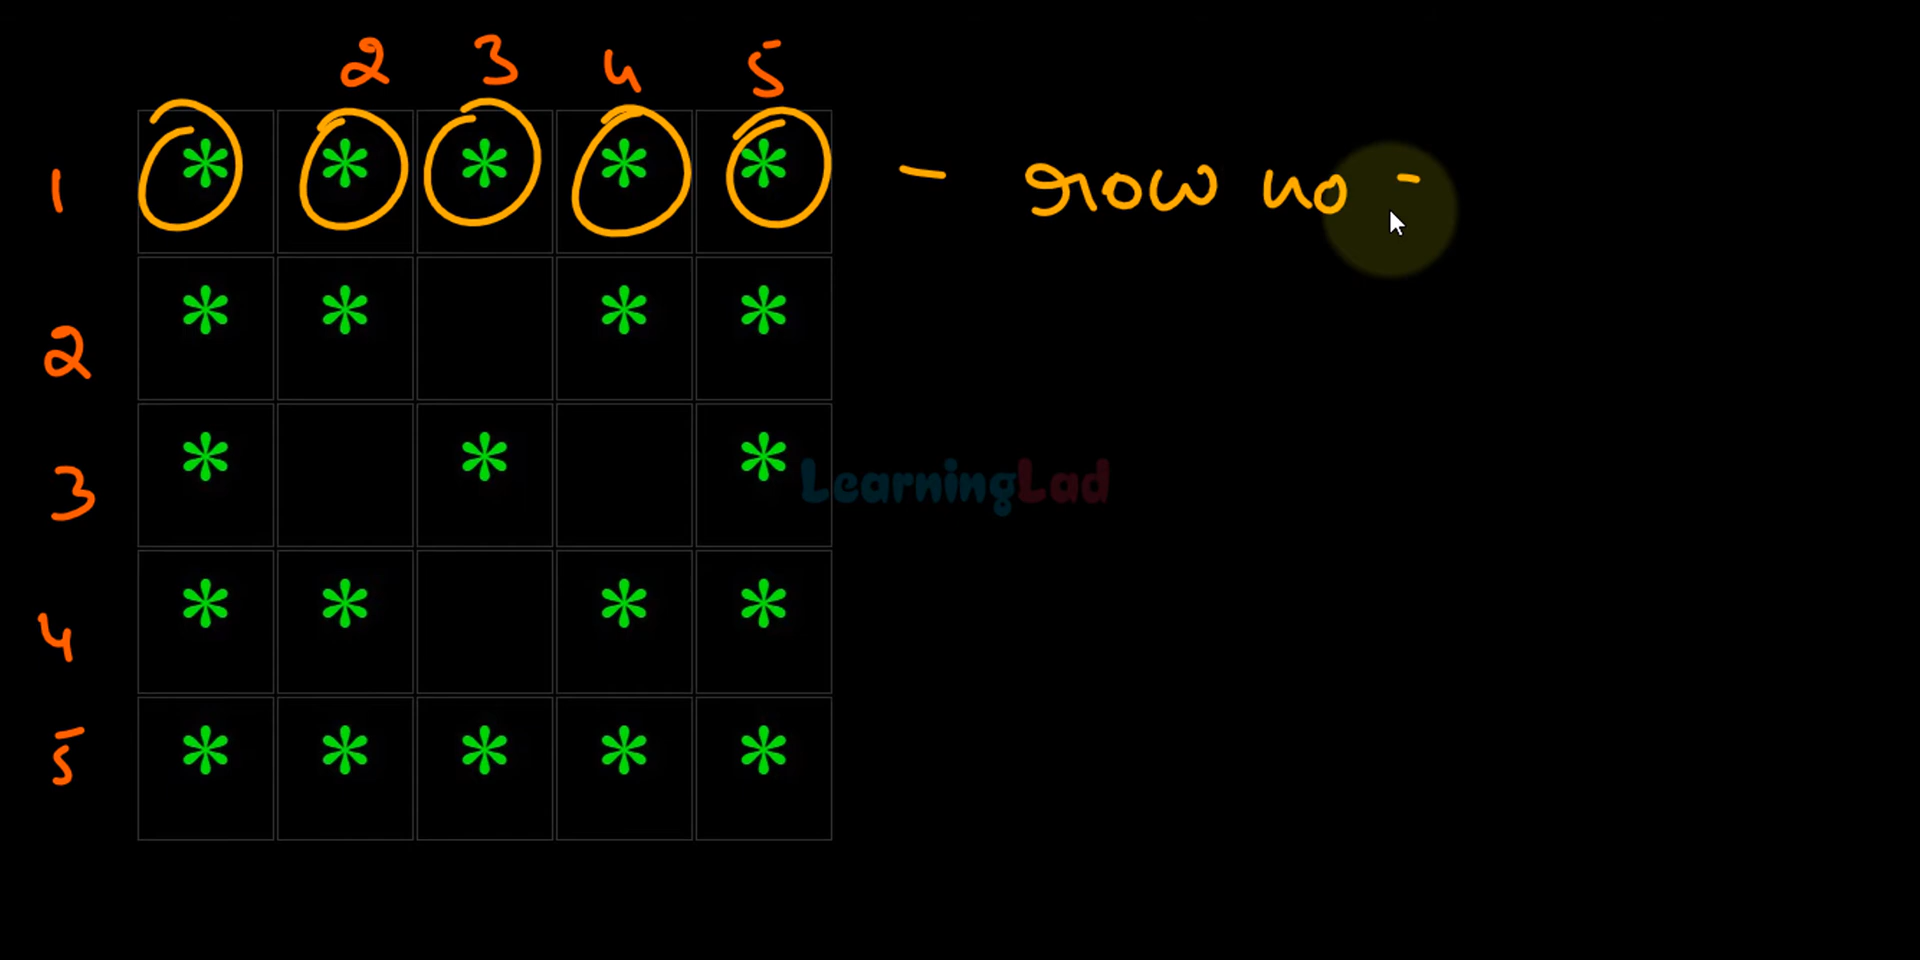 2 3 4 5
1 * * * * * - row no -
2 * * * *
3 * * *
LearningLad
4 * * * *
5 * * * * *